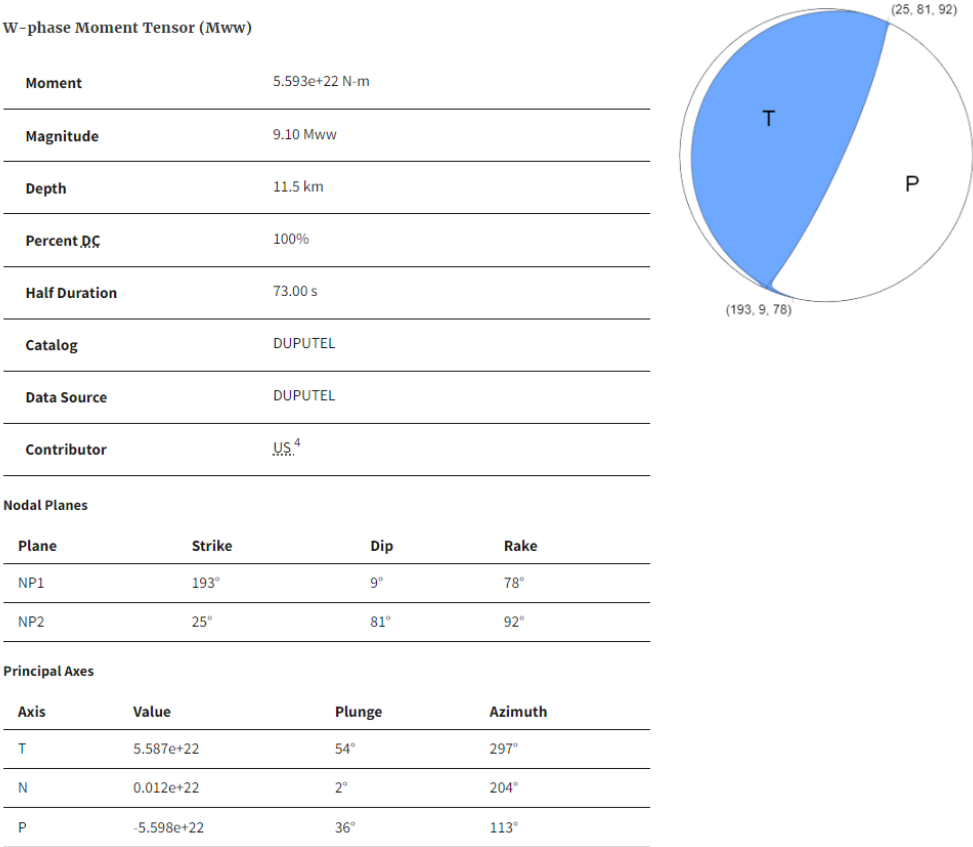 W-phase Moment Tensor (Mww)
Moment 5.593e+22 N-m
Magnitude 9.10 Mww
Depth 11.5 km
Percent DC 100%
Half Duration 73.00 s
Catalog DUPUTEL
Data Source DUPUTEL
Contributor US 4
(25, 81, 92)
T
P
(193, 9, 78)
Nodal Planes
Plane Strike Dip Rake
NP1 193° 9° 78°
NP2 25° 81° 92°
Principal Axes
Axis Value Plunge Azimuth
T 5.587e+22 54° 297°
N 0.012e+22 2° 204°
P -5.598e+22 36° 113°